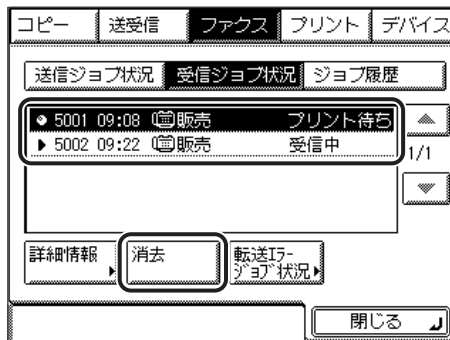 コピー 送受信 ファクス プリント デバイス
送信ジョブ状況 受信ジョブ状況 ジョブ履歴
5001 09:08 販売 プリント待ち
5002 09:22 販売 受信中
1/1
詳細情報 消去 転送エラー
ジョブ状況
閉じる